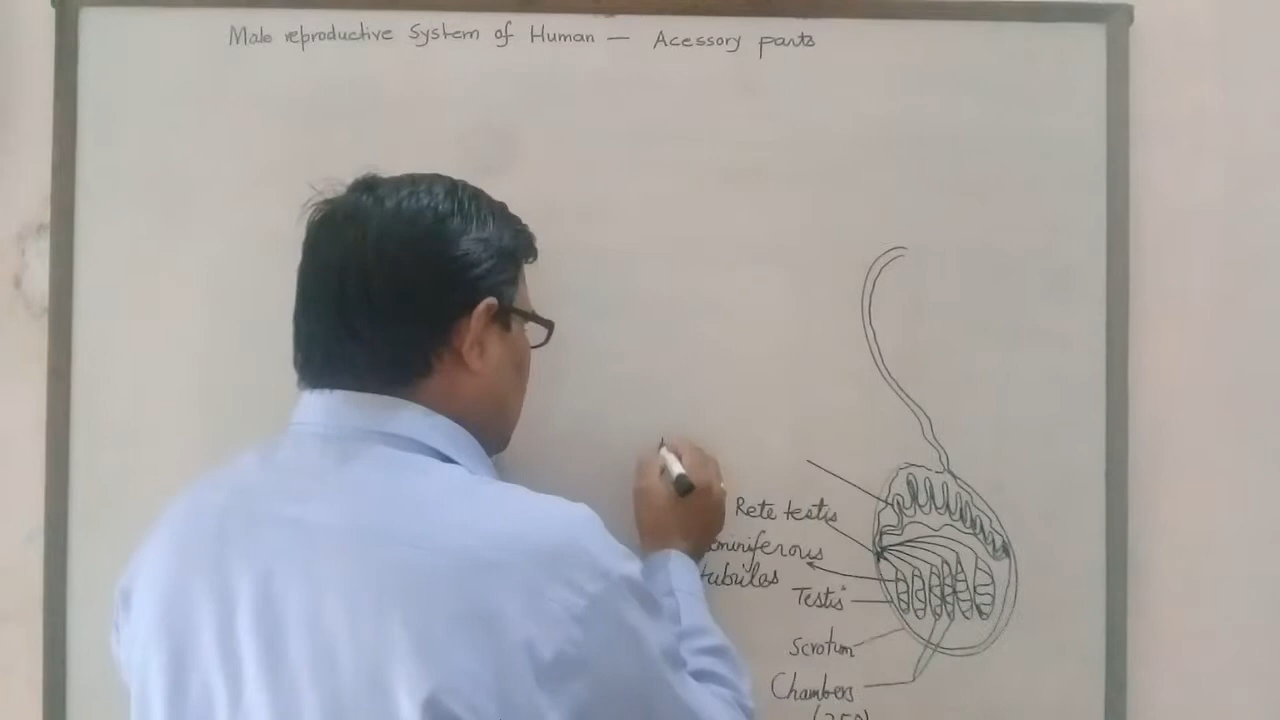 Male reproductive System of Human — Acessory parts
Rete testis
tubules
Testis
Scrotum
Chambers